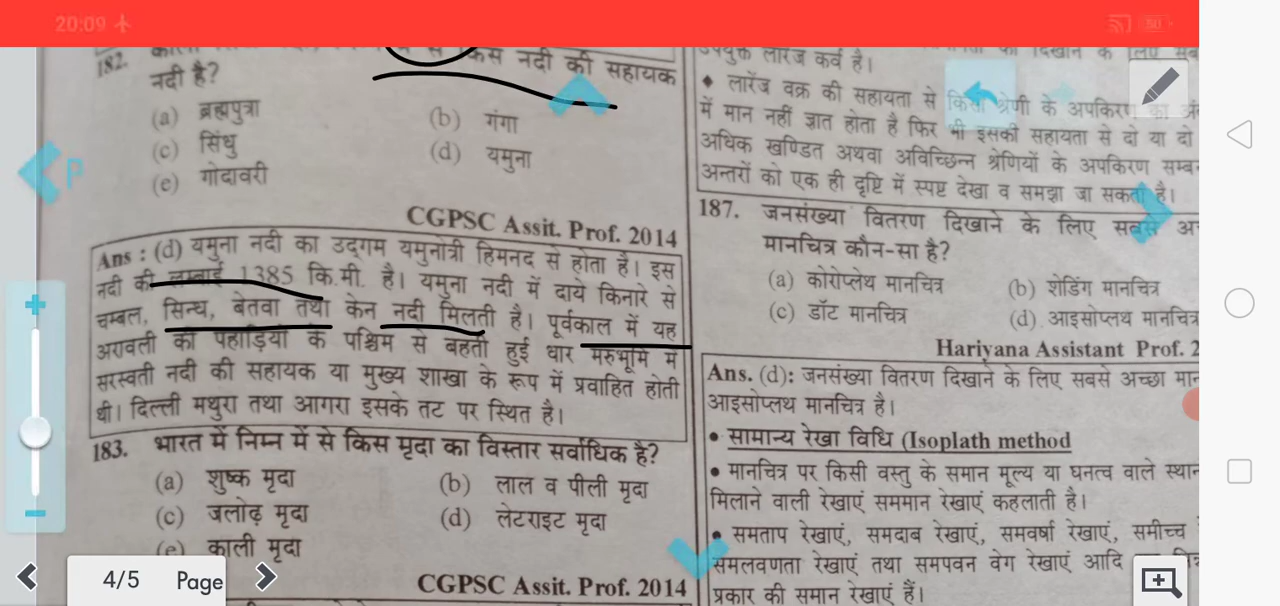 20:09
182.
किस नदी की सहायक
नदी है?
(a) ब्रह्मपुत्रा
(b) गंगा
(c) सिंधु
(d) यमुना
(e) गोदावरी
CGPSC Assit. Prof. 2014
Ans : (d) यमुना नदी का उद्गम यमुनोत्री हिमनद से होता है। इस
नदी की लम्बाई 1385 कि.मी. है। यमुना नदी में दाये किनारे से
चम्बल, सिन्ध, बेतवा तथा केन नदी मिलती है। पूर्वकाल में यह
अरावली की पहाड़ियों के पश्चिम से बहती हुई थार मरुभूमि में
सरस्वती नदी की सहायक या मुख्य शाखा के रूप में प्रवाहित होती
थी। दिल्ली मथुरा तथा आगरा इसके तट पर स्थित है।
183. भारत में निम्न में से किस मृदा का विस्तार सर्वाधिक है?
(a) शुष्क मृदा
(b) लाल व पीली मृदा
(c) जलोढ़ मृदा
(d) लेटराइट मृदा
(e) काली मृदा
CGPSC Assit. Prof. 2014
उपयुक्त लारेंज कर्व है।
♦ लारेंज वक्र की सहायता से किसी श्रेणी के अपकिरण का
में मान नहीं ज्ञात होता है फिर भी इसकी सहायता से दो या दो
अधिक खण्डित अथवा अविच्छिन्न श्रेणियों के अपकिरण
अन्तरों को एक ही दृष्टि में स्पष्ट देखा व समझा जा सकता है।
187. जनसंख्या वितरण दिखाने के लिए सबसे
मानचित्र कौन-सा है?
(a) कोरोप्लेथ मानचित्र
(b) शेडिंग मानचित्र
(c) डॉट मानचित्र
(d) आइसोप्लथ मानचित्र
Hariyana Assistant Prof. 2
Ans. (d): जनसंख्या वितरण दिखाने के लिए सबसे अच्छा
आइसोप्लथ मानचित्र है।
• सामान्य रेखा विधि (Isoplath method
• मानचित्र पर किसी वस्तु के समान मूल्य या घनत्व वाले
मिलाने वाली रेखाएं सममान रेखाएं कहलाती है।
• समताप रेखाएं, समदाब रेखाएं, समवर्षा रेखाएं, समीच्च
समलवणता रेखाएं तथा समपवन वेग रेखाएं आदि
प्रकार की समान रेखाएं हैं।
4/5 Page